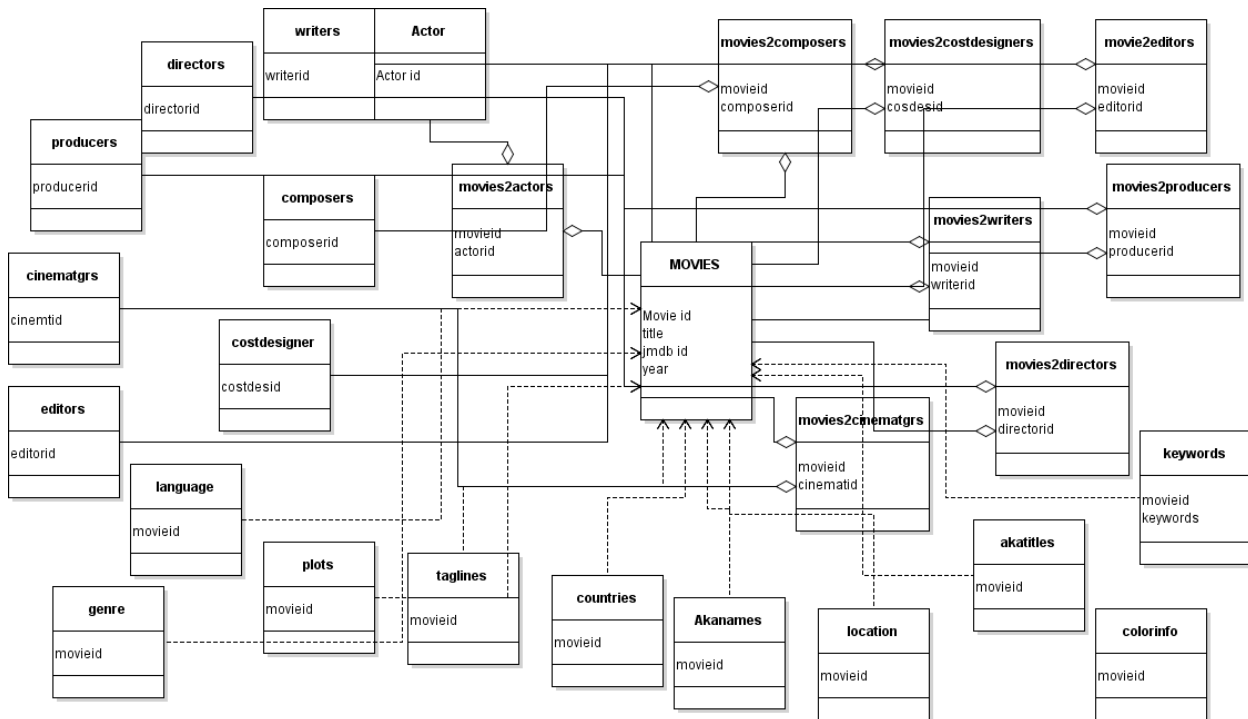 writers
writerid
Actor
Actor id
directors
directorid
producers
producerid
composers
composerid
movies2actors
movieid
actorid
movies2composers
movieid
composerid
movies2costdesigners
movieid
cosdesid
movie2editors
movieid
editorid
movies2producers
movieid
producerid
movies2writers
movieid
writerid
MOVIES
Movie id
title
jmdb id
year
cinematgrs
cinemtid
costdesigner
costdesid
editors
editorid
movies2directors
movieid
directorid
movies2cinematgrs
movieid
cinematid
keywords
movieid
keywords
language
movieid
plots
movieid
taglines
movieid
genre
movieid
countries
movieid
Akanames
movieid
location
movieid
akatitles
movieid
colorinfo
movieid